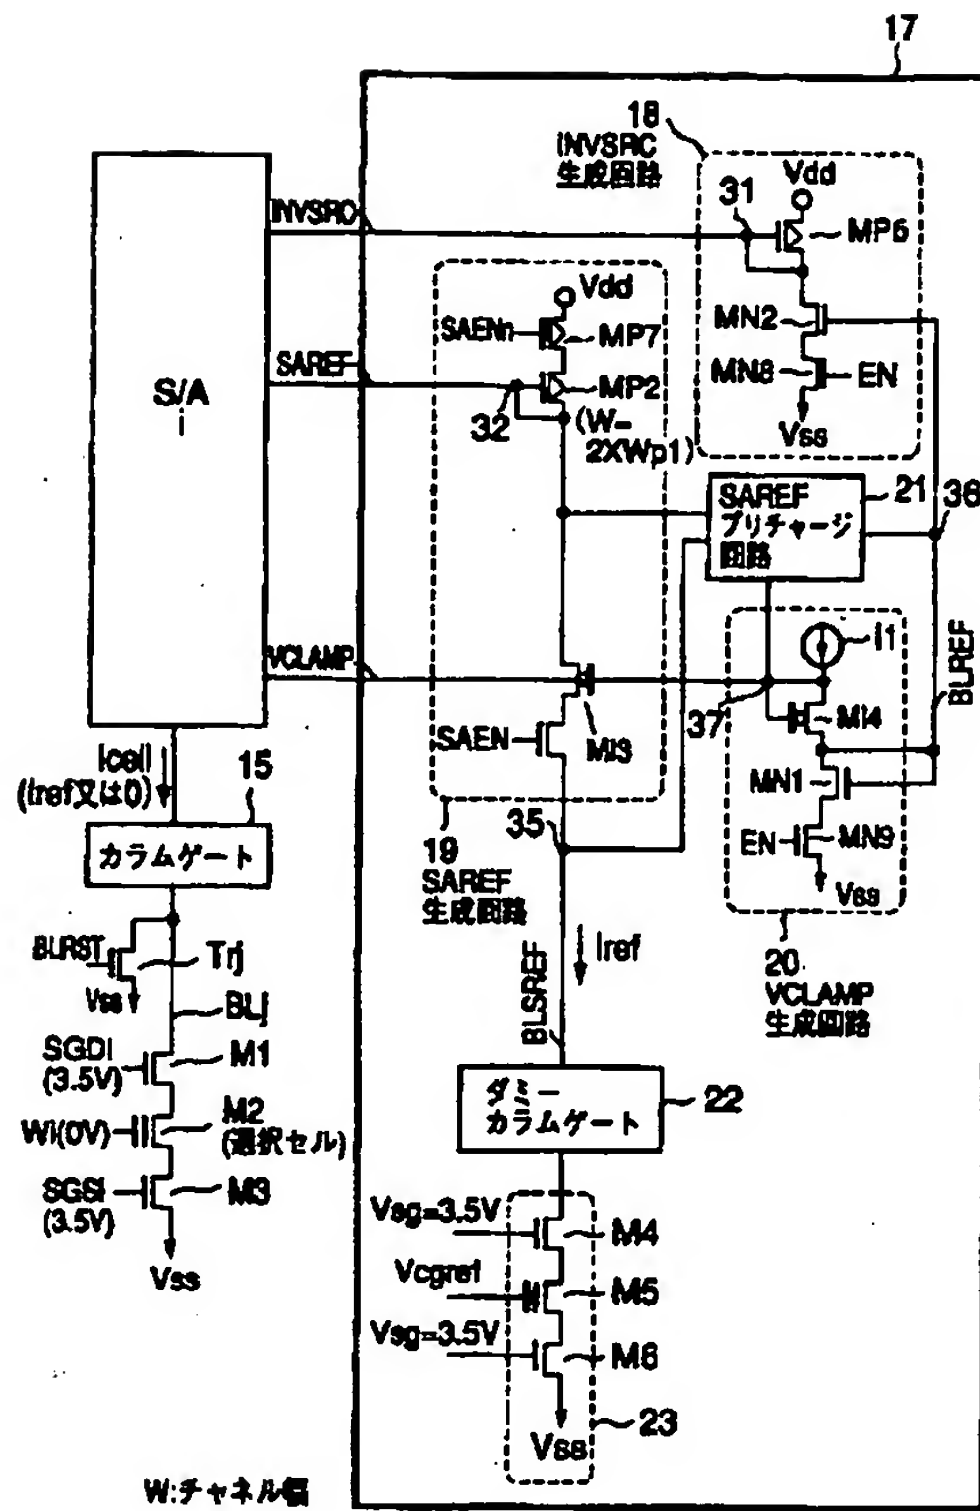 17
18
INVSRC
生成回路
Vdd
31
MP6
INVSRC
MN2
MN8
EN
Vss
Vdd
SAENn
MP7
SAREF
MP2
32
(W=
2XWp1)
S/A
i
SAREF
プリチャージ
回路
21
36
VCLAMP
I1
37
MI4
BLREF
SAEN
MI3
MN1
EN
MN9
Vss
Icell
(Iref又は0)
15
カラムゲート
19
SAREF
生成回路
35
20
VCLAMP
生成回路
BLRST
Trj
Vss
BLj
Iref
BLSREF
SGDi
(3.5V)
M1
Wi(0V)
M2
(選択セル)
SGSi
(3.5V)
M3
Vss
ダミー
カラムゲート
22
Vsg=3.5V
M4
Vcgref
M5
Vsg=3.5V
M6
Vss
23
W:チャネル幅